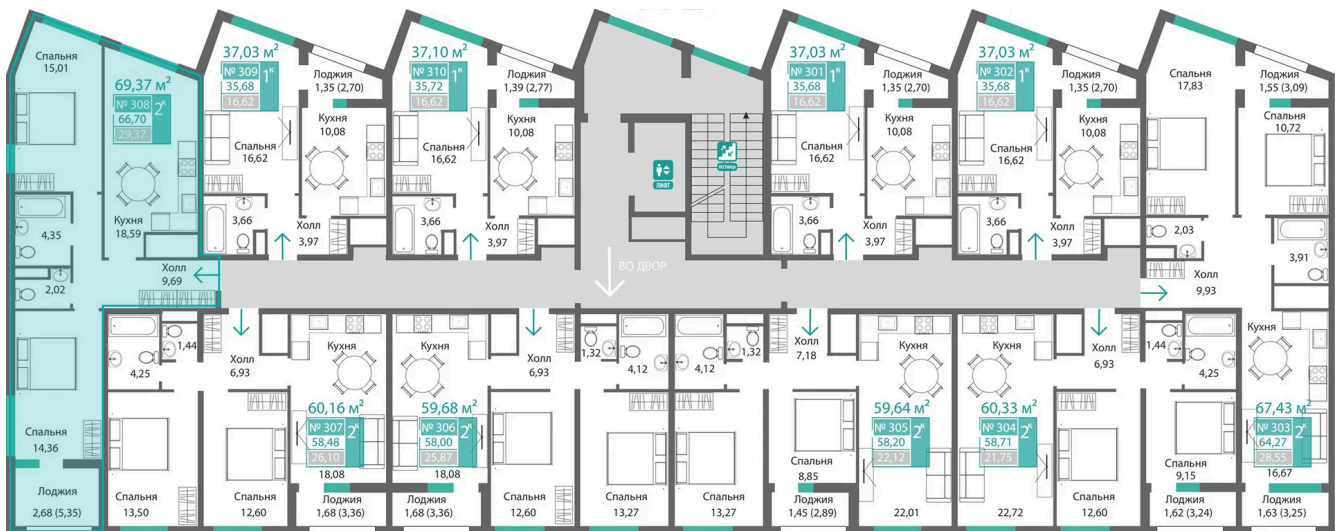 Спальня
15,01
69,37 м²
№ 308
2к
66,70
29,37
Кухня
18,59
4,35
2,02
Холл
9,69
Спальня
14,36
Лоджия
2,68 (5,35)
37,03 м²
№ 309
1к
35,68
16,62
Лоджия
1,35 (2,70)
Кухня
10,08
Спальня
16,62
3,66
Холл
3,97
37,10 м²
№ 310
1к
35,72
16,62
Лоджия
1,39 (2,77)
Кухня
10,08
Спальня
16,62
3,66
Холл
3,97
ЛИФТ
ЛЕСТНИЦА
ВО ДВОР
37,03 м²
№ 301
1к
35,68
16,62
Лоджия
1,35 (2,70)
Кухня
10,08
Спальня
16,62
3,66
Холл
3,97
37,03 м²
№ 302
1к
35,68
16,62
Лоджия
1,35 (2,70)
Кухня
10,08
Спальня
16,62
3,66
Холл
3,97
Спальня
17,83
Лоджия
1,55 (3,09)
Спальня
10,72
2,03
3,91
Холл
9,93
Кухня
67,43 м²
№ 303
2к
64,27
28,55
16,67
Лоджия
1,63 (3,25)
1,44
4,25
Холл
6,93
Кухня
60,16 м²
№ 307
2к
58,48
26,10
18,08
Спальня
13,50
Спальня
12,60
Лоджия
1,68 (3,36)
Кухня
59,68 м²
№ 306
2к
58,00
25,87
18,08
Лоджия
1,68 (3,36)
Холл
6,93
1,32
4,12
Спальня
12,60
Спальня
13,27
4,12
1,32
Холл
7,18
Кухня
59,64 м²
№ 305
2к
58,20
22,12
Спальня
13,27
Спальня
8,85
Лоджия
1,45 (2,89)
22,01
Кухня
60,33 м²
№ 304
2к
58,71
21,75
22,72
Холл
6,93
1,44
4,25
Спальня
12,60
Спальня
9,15
Лоджия
1,62 (3,24)